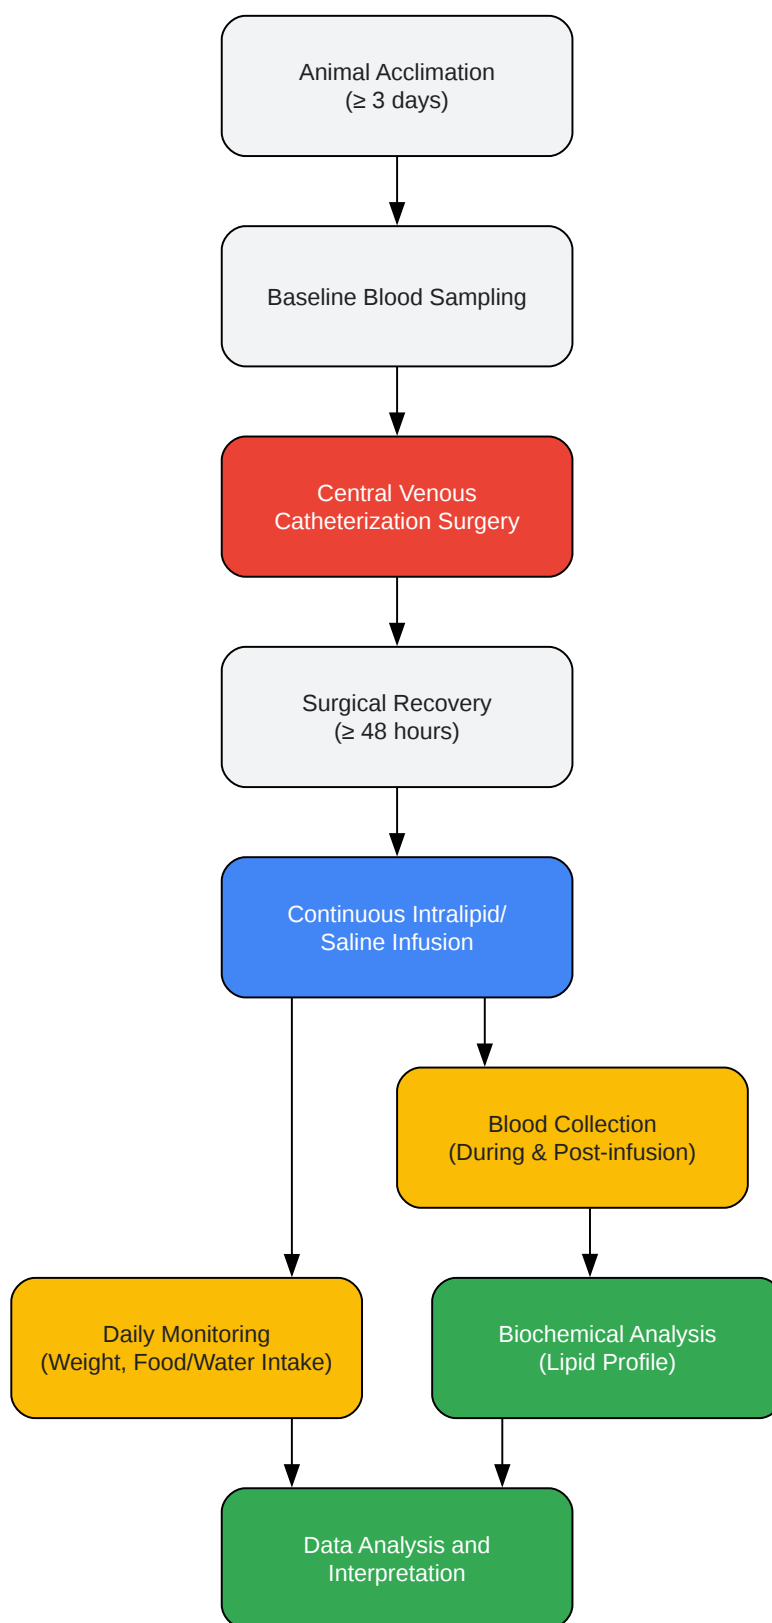 Animal Acclimation
(≥ 3 days)
Baseline Blood Sampling
Central Venous
Catheterization Surgery
Surgical Recovery
(≥ 48 hours)
Continuous Intralipid/
Saline Infusion
Blood Collection
(During & Post-infusion)
Daily Monitoring
(Weight, Food/Water Intake)
Biochemical Analysis
(Lipid Profile)
Data Analysis and
Interpretation